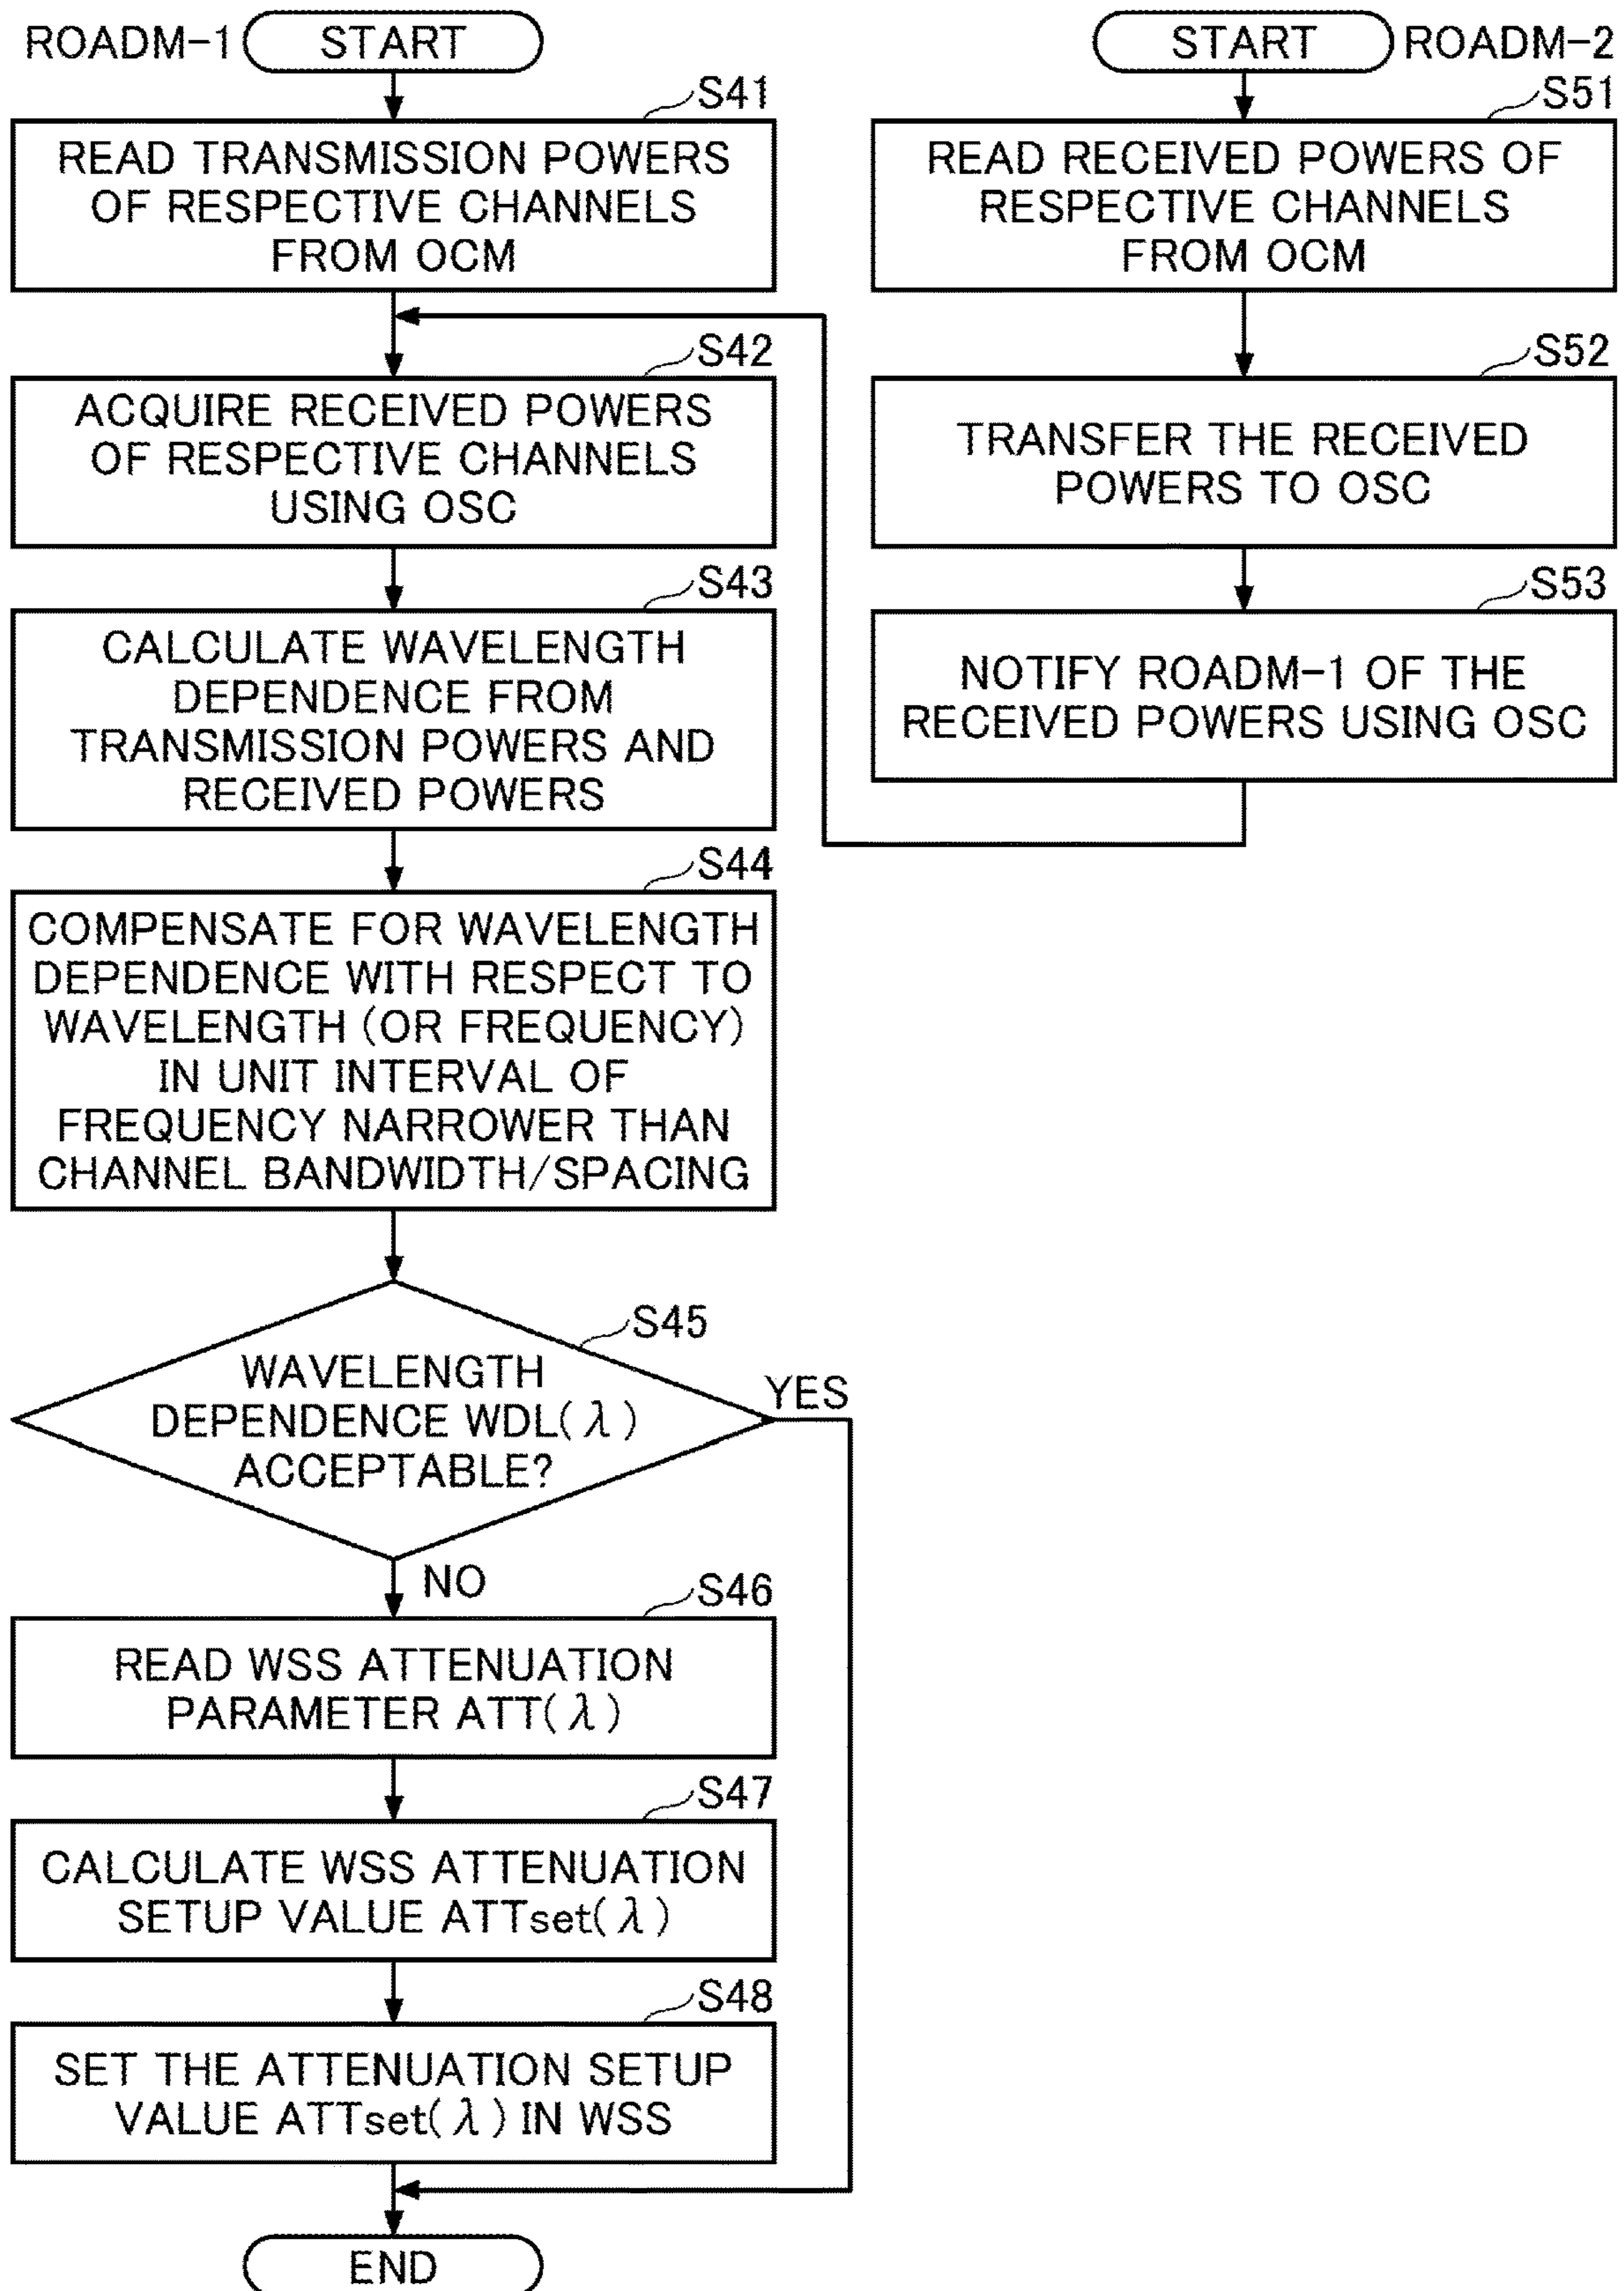 ROADM-1
START
S41
READ TRANSMISSION POWERS
OF RESPECTIVE CHANNELS
FROM OCM
S42
ACQUIRE RECEIVED POWERS
OF RESPECTIVE CHANNELS
USING OSC
S43
CALCULATE WAVELENGTH
DEPENDENCE FROM
TRANSMISSION POWERS AND
RECEIVED POWERS
S44
COMPENSATE FOR WAVELENGTH
DEPENDENCE WITH RESPECT TO
WAVELENGTH (OR FREQUENCY)
IN UNIT INTERVAL OF
FREQUENCY NARROWER THAN
CHANNEL BANDWIDTH/SPACING
S45
WAVELENGTH
DEPENDENCE WDL(λ)
ACCEPTABLE?
YES
NO
S46
READ WSS ATTENUATION
PARAMETER ATT(λ)
S47
CALCULATE WSS ATTENUATION
SETUP VALUE ATTset(λ)
S48
SET THE ATTENUATION SETUP
VALUE ATTset(λ) IN WSS
END
START
ROADM-2
S51
READ RECEIVED POWERS OF
RESPECTIVE CHANNELS
FROM OCM
S52
TRANSFER THE RECEIVED
POWERS TO OSC
S53
NOTIFY ROADM-1 OF THE
RECEIVED POWERS USING OSC